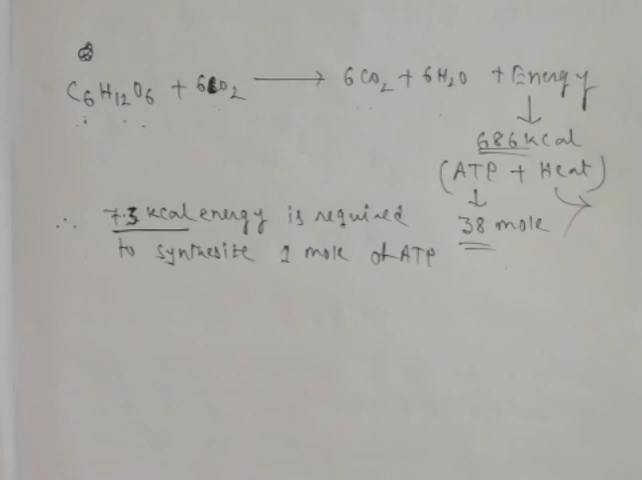 C6H12O6 + 6O2 ⟶ 6CO2 + 6H2O + Energy
↓
686 kcal
(ATP + Heat)
↓
38 mole
∴ 7.3 kcal energy is required
to synthesize 1 mole of ATP